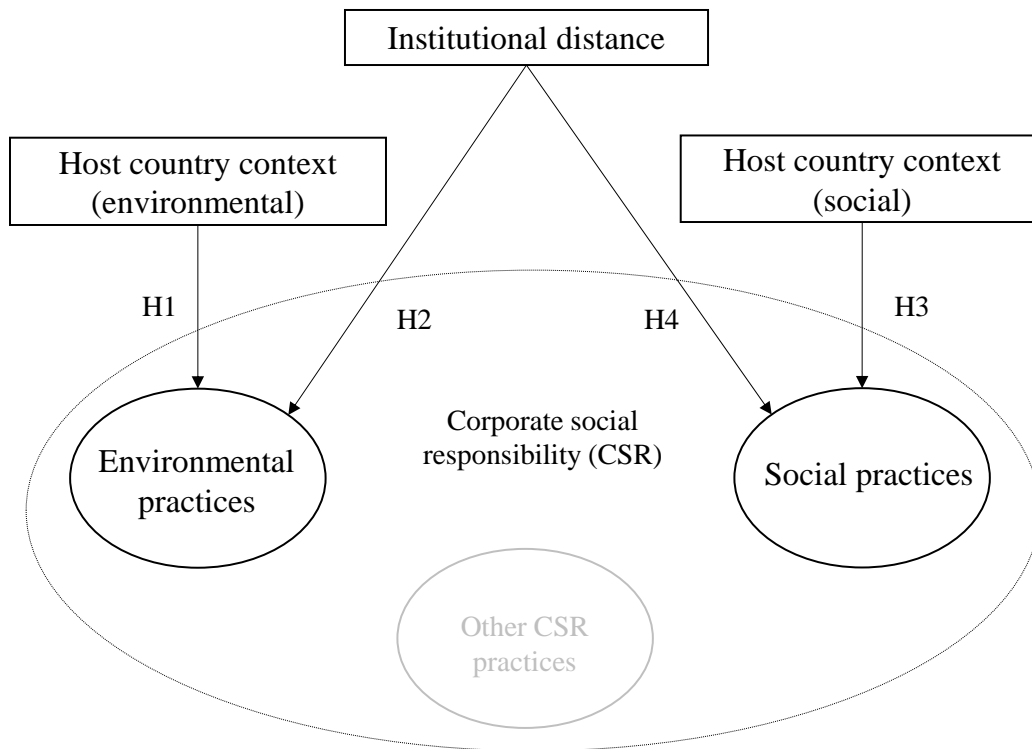 Institutional distance
Host country context
(environmental)
Host country context
(social)
H1
H2
H4
H3
Corporate social
responsibility (CSR)
Environmental
practices
Social practices
Other CSR
practices